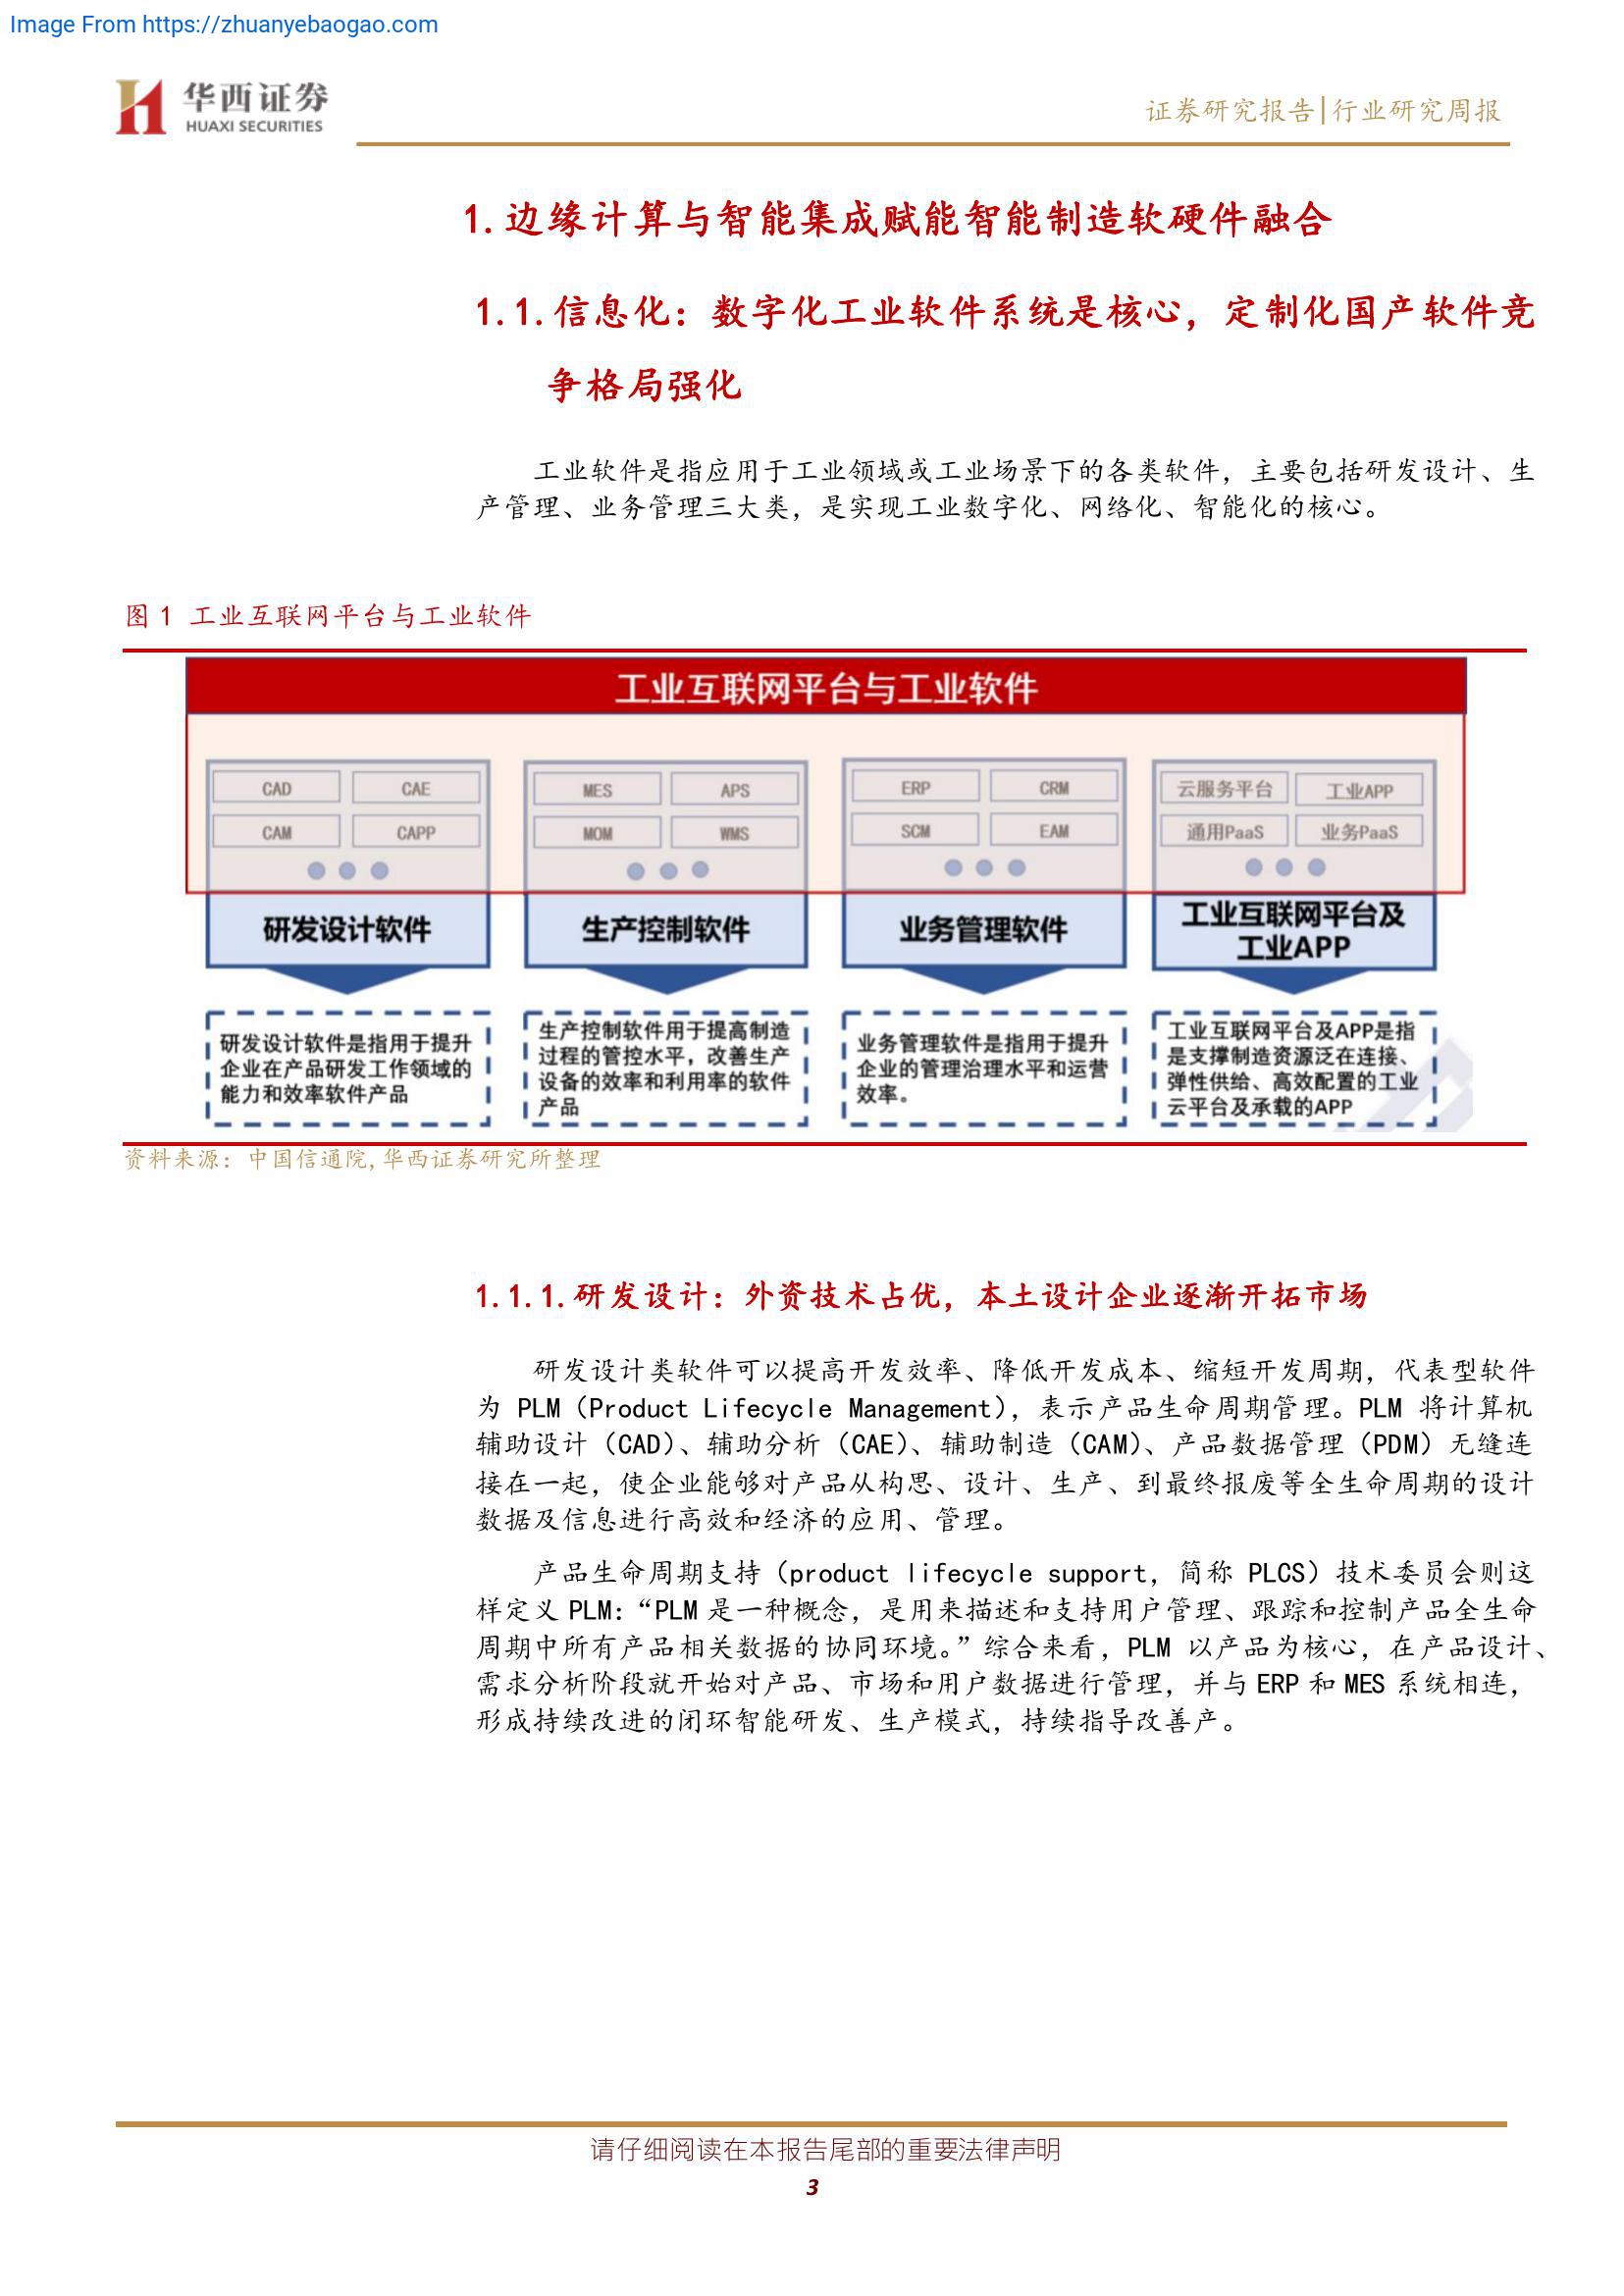 Image From https://zhuanyebaogao.com
华西证券
HUAXI SECURITIES
证券研究报告|行业研究周报
1.边缘计算与智能集成赋能智能制造软硬件融合
1.1.信息化：数字化工业软件系统是核心，定制化国产软件竞
争格局强化
工业软件是指应用于工业领域或工业场景下的各类软件，主要包括研发设计、生
产管理、业务管理三大类，是实现工业数字化、网络化、智能化的核心。
图 1 工业互联网平台与工业软件
工业互联网平台与工业软件
CAD CAE
CAM CAPP
研发设计软件
研发设计软件是指用于提升
企业在产品研发工作领域的
能力和效率软件产品
MES APS
MOM WMS
生产控制软件
生产控制软件用于提高制造
过程的管控水平，改善生产
设备的效率和利用率的软件
产品
ERP CRM
SCM EAM
业务管理软件
业务管理软件是指用于提升
企业的管理治理水平和运营
效率。
云服务平台 工业APP
通用PaaS 业务PaaS
工业互联网平台及
工业APP
工业互联网平台及APP是指
是支撑制造资源泛在连接、
弹性供给、高效配置的工业
云平台及承载的APP
资料来源：中国信通院,华西证券研究所整理
1.1.1.研发设计：外资技术占优，本土设计企业逐渐开拓市场
研发设计类软件可以提高开发效率、降低开发成本、缩短开发周期，代表型软件
为 PLM（Product Lifecycle Management），表示产品生命周期管理。PLM 将计算机
辅助设计（CAD）、辅助分析（CAE）、辅助制造（CAM）、产品数据管理（PDM）无缝连
接在一起，使企业能够对产品从构思、设计、生产、到最终报废等全生命周期的设计
数据及信息进行高效和经济的应用、管理。
产品生命周期支持（product lifecycle support，简称 PLCS）技术委员会则这
样定义 PLM：“PLM 是一种概念，是用来描述和支持用户管理、跟踪和控制产品全生命
周期中所有产品相关数据的协同环境。”综合来看，PLM 以产品为核心，在产品设计、
需求分析阶段就开始对产品、市场和用户数据进行管理，并与 ERP 和 MES 系统相连，
形成持续改进的闭环智能研发、生产模式，持续指导改善产。
请仔细阅读在本报告尾部的重要法律声明
3